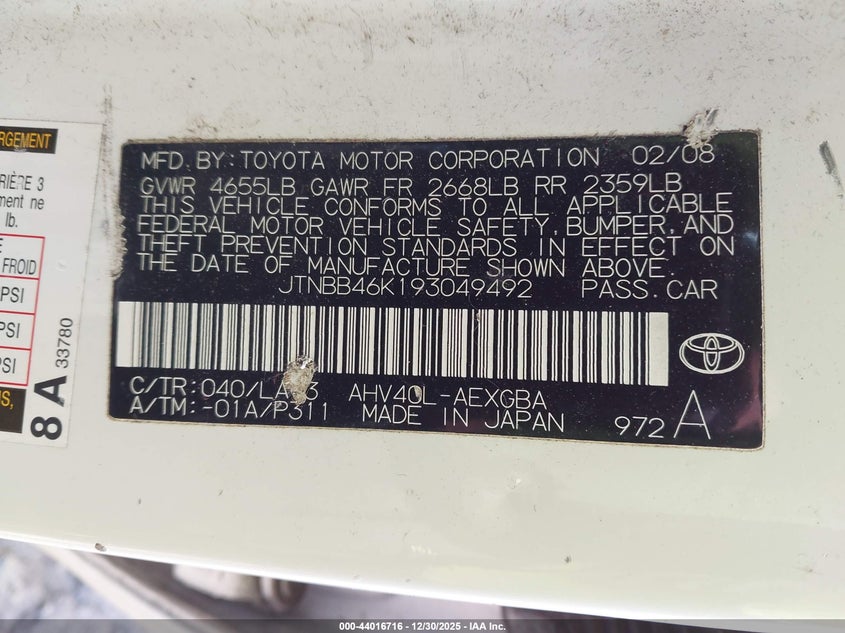 RGEMENT
RIÈRE 3
ment ne
lb.
E
FROID
PSI
PSI
PSI
S,
8 A 33780
MFD. BY: TOYOTA MOTOR CORPORATION 02/08
GVWR 4655LB GAWR FR 2668LB RR 2359LB
THIS VEHICLE CONFORMS TO ALL APPLICABLE
FEDERAL MOTOR VEHICLE SAFETY, BUMPER, AND
THEFT PREVENTION STANDARDS IN EFFECT ON
THE DATE OF MANUFACTURE SHOWN ABOVE.
JTNBB46K193049492 PASS. CAR
C/TR: 040/LA 3 AHV40L-AEXGBA
A/TM: -01A/P311 MADE IN JAPAN
972 A
000-44016716 - 12/30/2025 - IAA Inc.